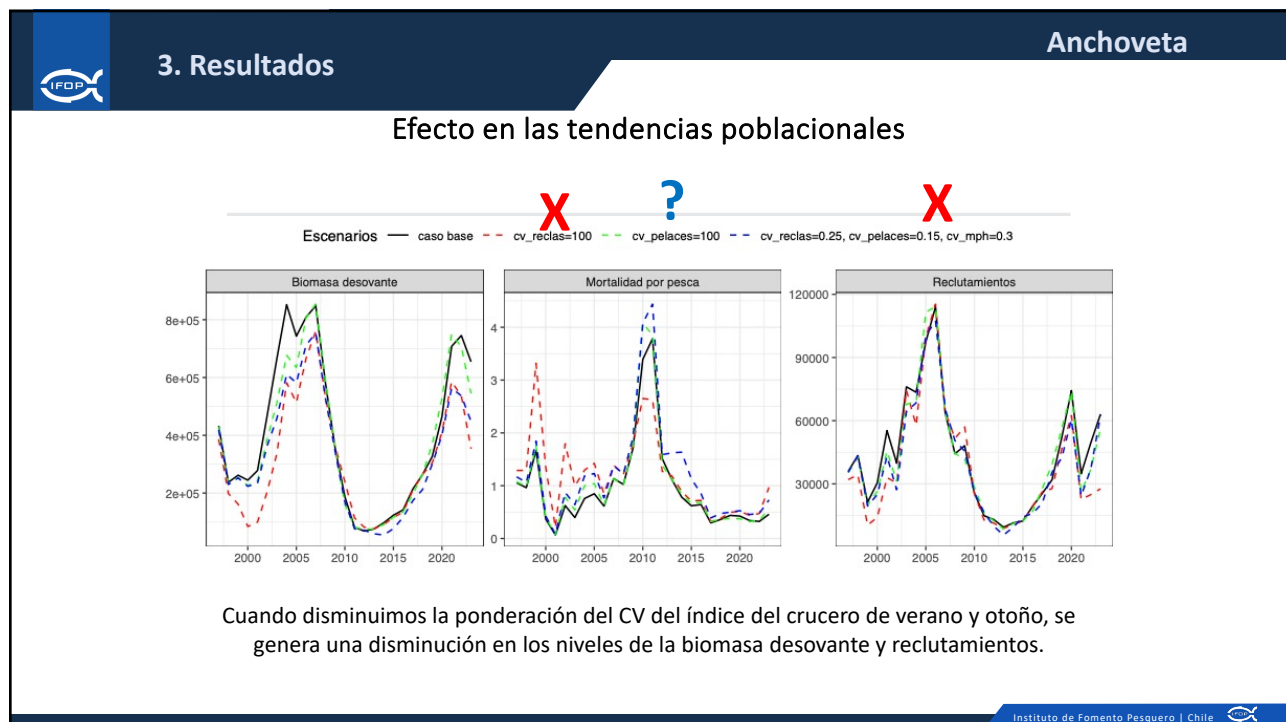 Anchoveta
3. Resultados
IFOP
Efecto en las tendencias poblacionales
X
?
X
Escenarios caso base cv_reclas=100 cv_pelaces=100 cv_reclas=0.25, cv_pelaces=0.15, cv_mph=0.3
Biomasa desovante
8e+05
6e+05
4e+05
2e+05
2000 2005 2010 2015 2020
Mortalidad por pesca
4
3
2
1
0
2000 2005 2010 2015 2020
Reclutamientos
120000
90000
60000
30000
2000 2005 2010 2015 2020
Cuando disminuimos la ponderación del CV del índice del crucero de verano y otoño, se
genera una disminución en los niveles de la biomasa desovante y reclutamientos.
Instituto de Fomento Pesquero | Chile
IFOP